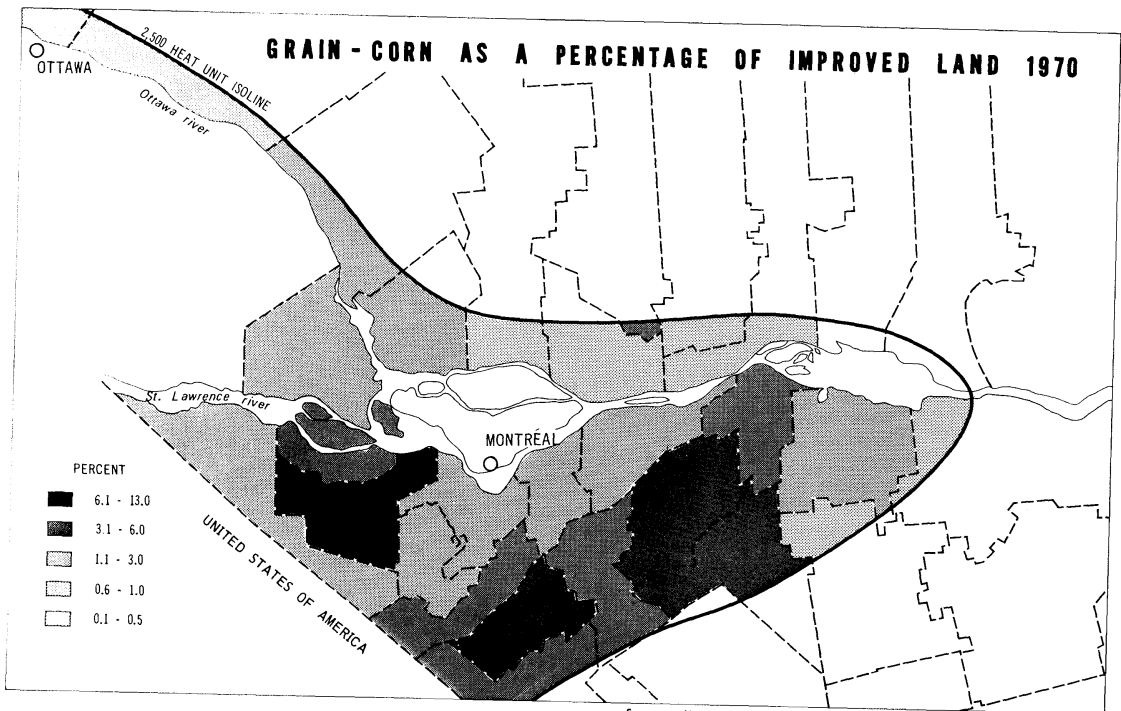 GRAIN - CORN AS A PERCENTAGE OF IMPROVED LAND 1970
2,500 HEAT UNIT ISOLINE
OTTAWA
Ottawa river
St. Lawrence river
MONTRÉAL
UNITED STATES OF AMERICA
PERCENT
6.1 - 13.0
3.1 - 6.0
1.1 - 3.0
0.6 - 1.0
0.1 - 0.5